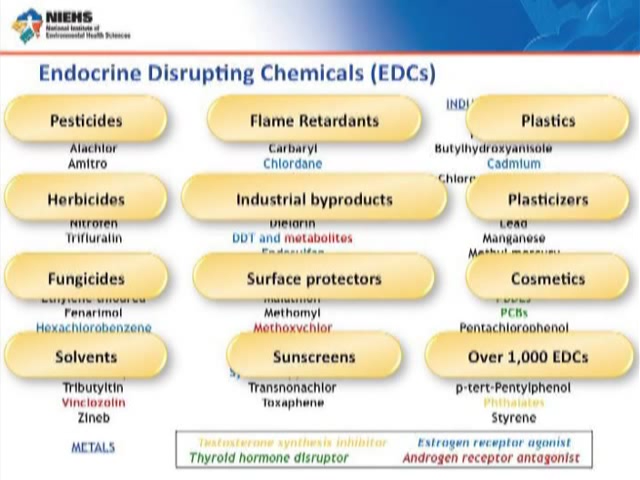 NIEHS
National Institute of
Environmental Health Sciences
Endocrine Disrupting Chemicals (EDCs)
Pesticides
Flame Retardants
Plastics
Alachlor
Carbaryl
Butylhydroxyanisole
Amitro
Chlordane
Cadmium
Herbicides
Industrial byproducts
Plasticizers
Nitrofen
Dieldrin
Lead
Trifluralin
DDT and metabolites
Manganese
Fungicides
Surface protectors
Cosmetics
Fenarimol
Methomyl
PCBs
Hexachlorobenzene
Methoxychlor
Pentachlorophenol
Solvents
Sunscreens
Over 1,000 EDCs
Tributyltin
Transnonachlor
p-tert-Pentylphenol
Vinclozolin
Toxaphene
Phthalates
Zineb
Styrene
METALS
Testosterone synthesis inhibitor
Estrogen receptor agonist
Thyroid hormone disruptor
Androgen receptor antagonist